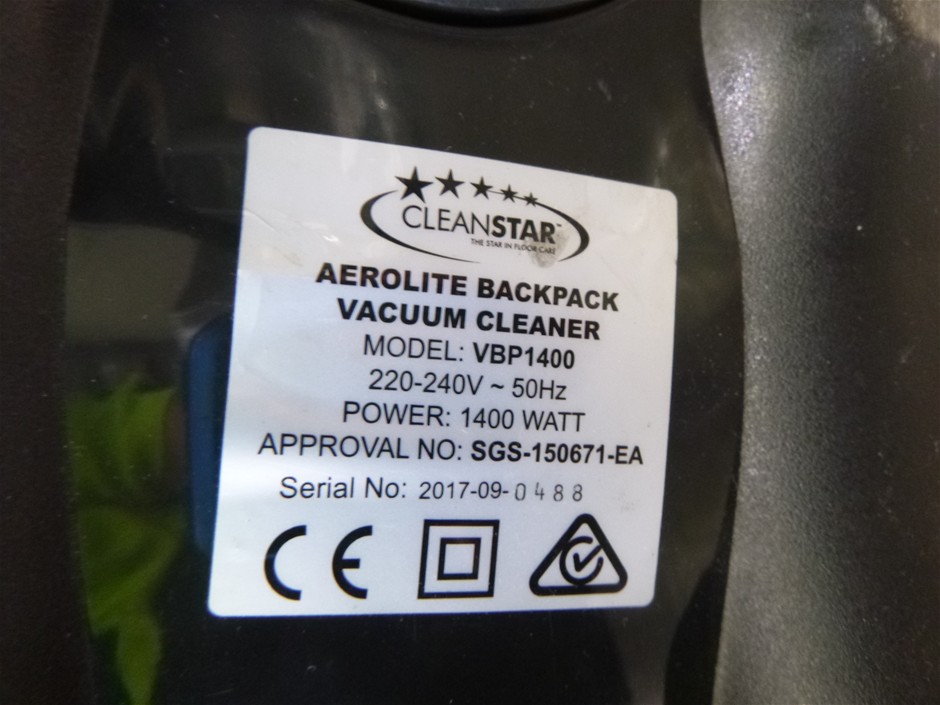 CLEANSTAR™
THE STAR IN FLOOR CARE
AEROLITE BACKPACK
VACUUM CLEANER
MODEL: VBP1400
220-240V ~ 50Hz
POWER: 1400 WATT
APPROVAL NO: SGS-150671-EA
Serial No: 2017-09-0488
CE